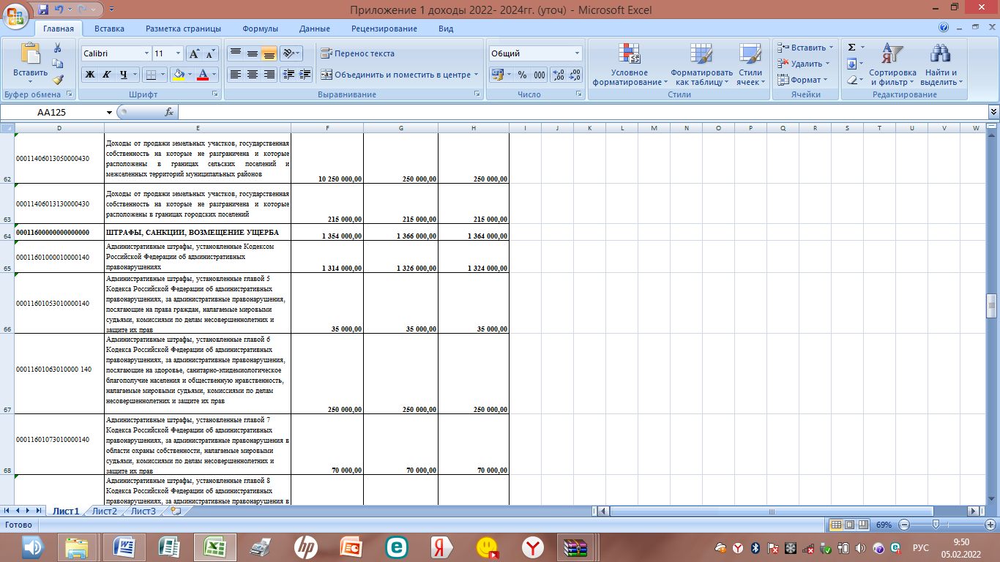 Приложение 1 доходы 2022- 2024гг. (уточ) - Microsoft Excel
Главная Вставка Разметка страницы Формулы Данные Рецензирование Вид
Вставить
Буфер обмена
Calibri 11
Ж К Ч
Шрифт
Перенос текста
Объединить и поместить в центре
Выравнивание
Общий
% 000
Число
Условное форматирование
Форматировать как таблицу
Стили ячеек
Стили
Вставить
Удалить
Формат
Ячейки
Сортировка и фильтр
Найти и выделить
Редактирование
AA125 fx
D E F G H I J K L M N O P Q R S T U V W
62 00011406013050000430
Доходы от продажи земельных участков, государственная
собственность на которые не разграничена и которые
расположены в границах сельских поселений и
межселенных территорий муниципальных районов
10 250 000,00 250 000,00 250 000,00
63 00011406013130000430
Доходы от продажи земельных участков, государственная
собственность на которые не разграничена и которые
расположены в границах городских поселений
215 000,00 215 000,00 215 000,00
64 00011600000000000000 ШТРАФЫ, САНКЦИИ, ВОЗМЕЩЕНИЕ УЩЕРБА 1 354 000,00 1 366 000,00 1 364 000,00
65 00011601000010000140
Административные штрафы, установленные Кодексом
Российской Федерации об административных
правонарушениях
1 314 000,00 1 326 000,00 1 324 000,00
66 00011601053010000140
Административные штрафы, установленные главой 5
Кодекса Российской Федерации об административных
правонарушениях, за административные правонарушения,
посягающие на права граждан, налагаемые мировыми
судьями, комиссиями по делам несовершеннолетних и
защите их прав
35 000,00 35 000,00 35 000,00
67 00011601063010000 140
Административные штрафы, установленные главой 6
Кодекса Российской Федерации об административных
правонарушениях, за административные правонарушения,
посягающие на здоровье, санитарно-эпидемиологическое
благополучие населения и общественную нравственность,
налагаемые мировыми судьями, комиссиями по делам
несовершеннолетних и защите их прав
250 000,00 250 000,00 250 000,00
68 00011601073010000140
Административные штрафы, установленные главой 7
Кодекса Российской Федерации об административных
правонарушениях, за административные правонарушения в
области охраны собственности, налагаемые мировыми
судьями, комиссиями по делам несовершеннолетних и
защите их прав
70 000,00 70 000,00 70 000,00
Административные штрафы, установленные главой 8
Кодекса Российской Федерации об административных
правонарушениях, за административные правонарушения в
Лист1 Лист2 Лист3
Готово 69%
РУС
9:50
05.02.2022